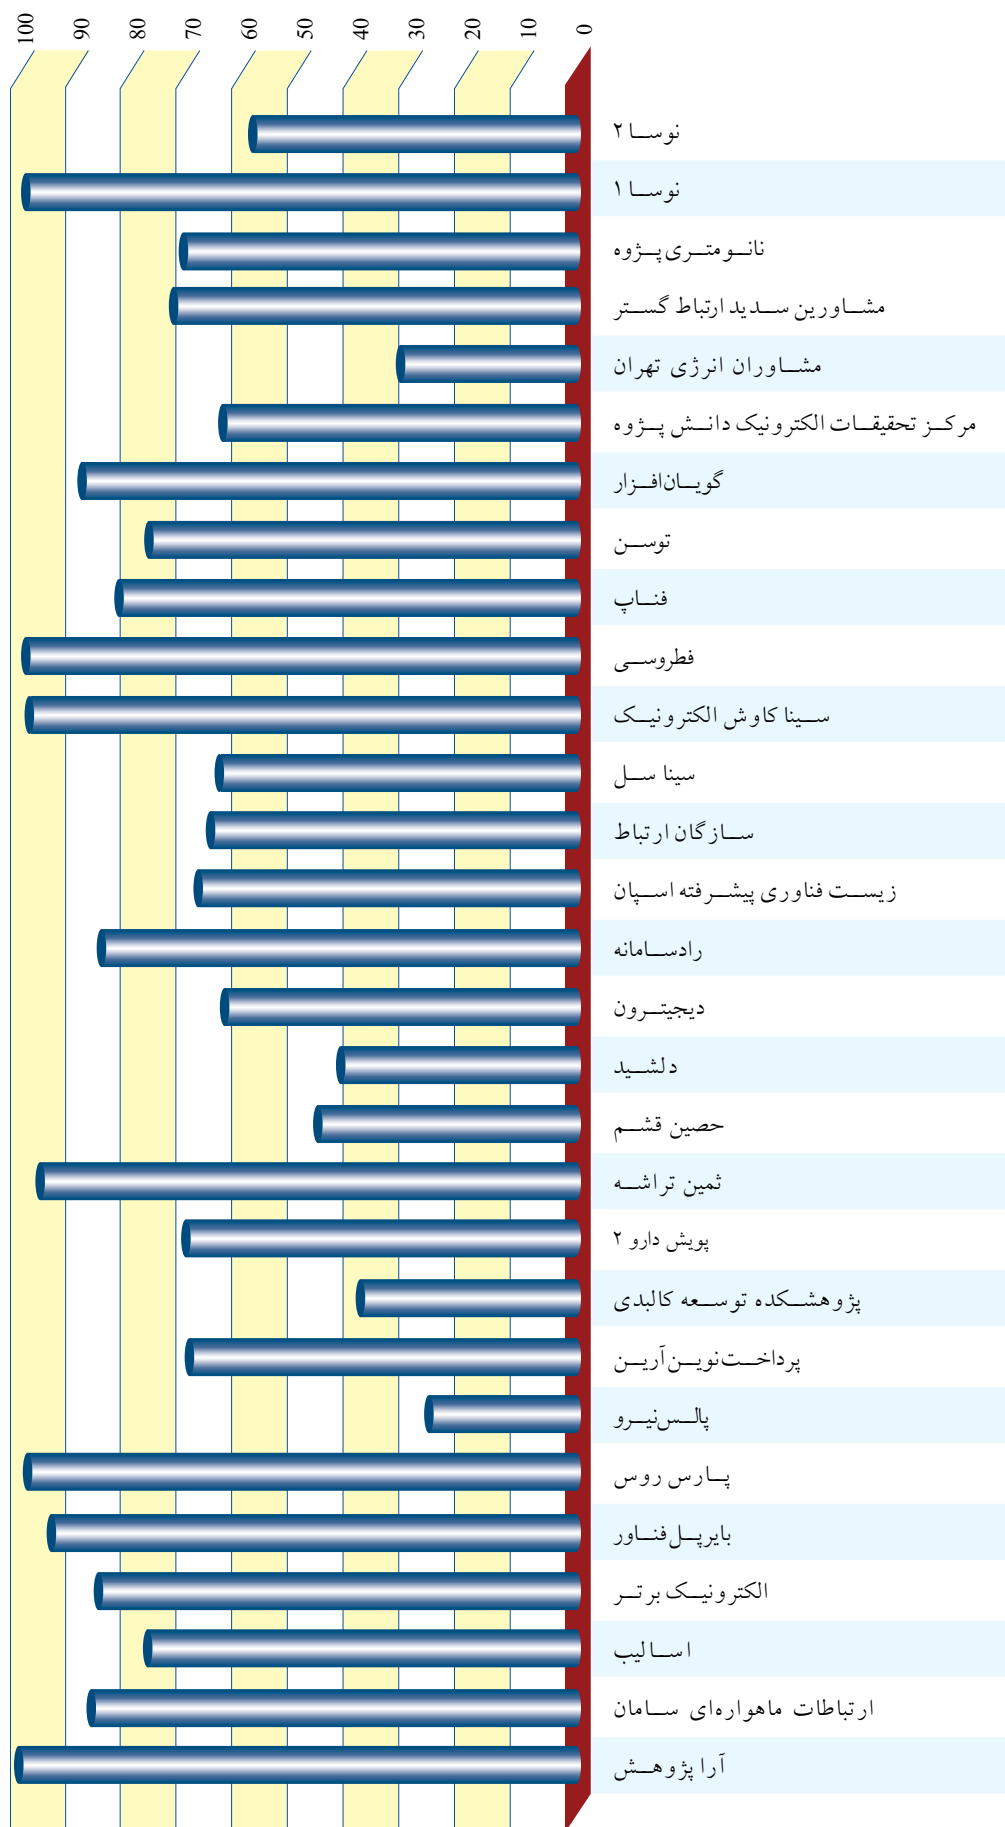 100 90 80 70 60 50 40 30 20 10 0
نوسا ۲
نوسا ۱
نانومتری پژوه
مشاورین سدید ارتباط گستر
مشاوران انرژی تهران
مرکز تحقیقات الکترونیک دانش پژوه
گویان‌افزار
توسن
فناپ
فطروسی
سینا کاوش الکترونیک
سینا سل
سازگان ارتباط
زیست فناوری پیشرفته اسپان
رادسامانه
دیجیترون
دلشید
حصین قشم
ثمین تراشه
پویش دارو ۲
پژوهشکده توسعه کالبدی
پرداخت‌نوین‌آرین
پالس‌نیرو
پارس روس
بایرپل فناور
الکترونیک برتر
اسالیب
ارتباطات ماهواره‌ای سامان
آرا پژوهش